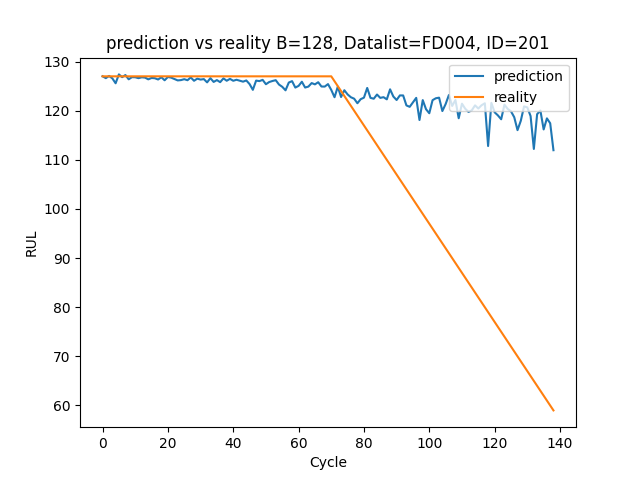 prediction vs reality B=128, Datalist=FD004, ID=201
prediction
reality
130
120
110
100
90
80
70
60
RUL
0 20 40 60 80 100 120 140
Cycle